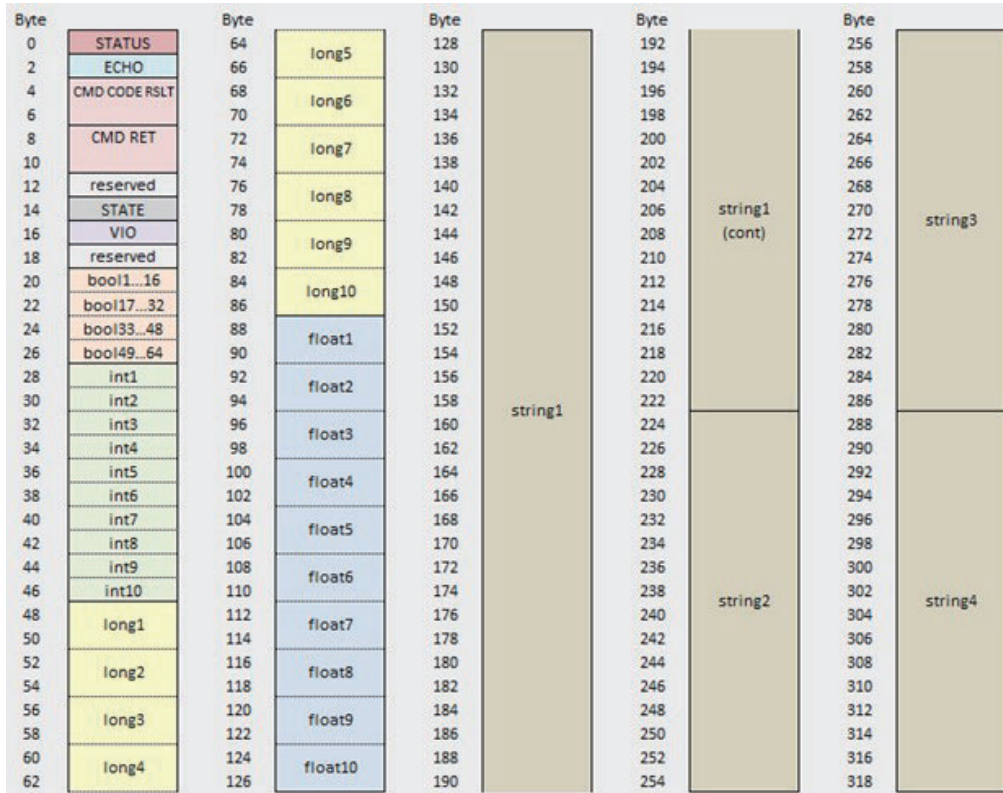 Byte
0 STATUS
2 ECHO
4 CMD CODE RSLT
6
8 CMD RET
10
12 reserved
14 STATE
16 VIO
18 reserved
20 bool1...16
22 bool17...32
24 bool33...48
26 bool49...64
28 int1
30 int2
32 int3
34 int4
36 int5
38 int6
40 int7
42 int8
44 int9
46 int10
48
long1
50
52
long2
54
56
long3
58
60
long4
62
Byte
64
long5
66
68
long6
70
72
long7
74
76
long8
78
80
long9
82
84
long10
86
88
float1
90
92
float2
94
96
float3
98
100
float4
102
104
float5
106
108
float6
110
112
float7
114
116
float8
118
120
float9
122
124
float10
126
Byte
128
130
132
134
136
138
140
142
144
146
148
150
152
154
156
158
string1
160
162
164
166
168
170
172
174
176
178
180
182
184
186
188
190
Byte
192
194
196
198
200
202
204
206 string1
208 (cont)
210
212
214
216
218
220
222
224
226
228
230
232
234
236
238
string2
240
242
244
246
248
250
252
254
Byte
256
258
260
262
264
266
268
270
string3
272
274
276
278
280
282
284
286
288
290
292
294
296
298
300
302
string4
304
306
308
310
312
314
316
318